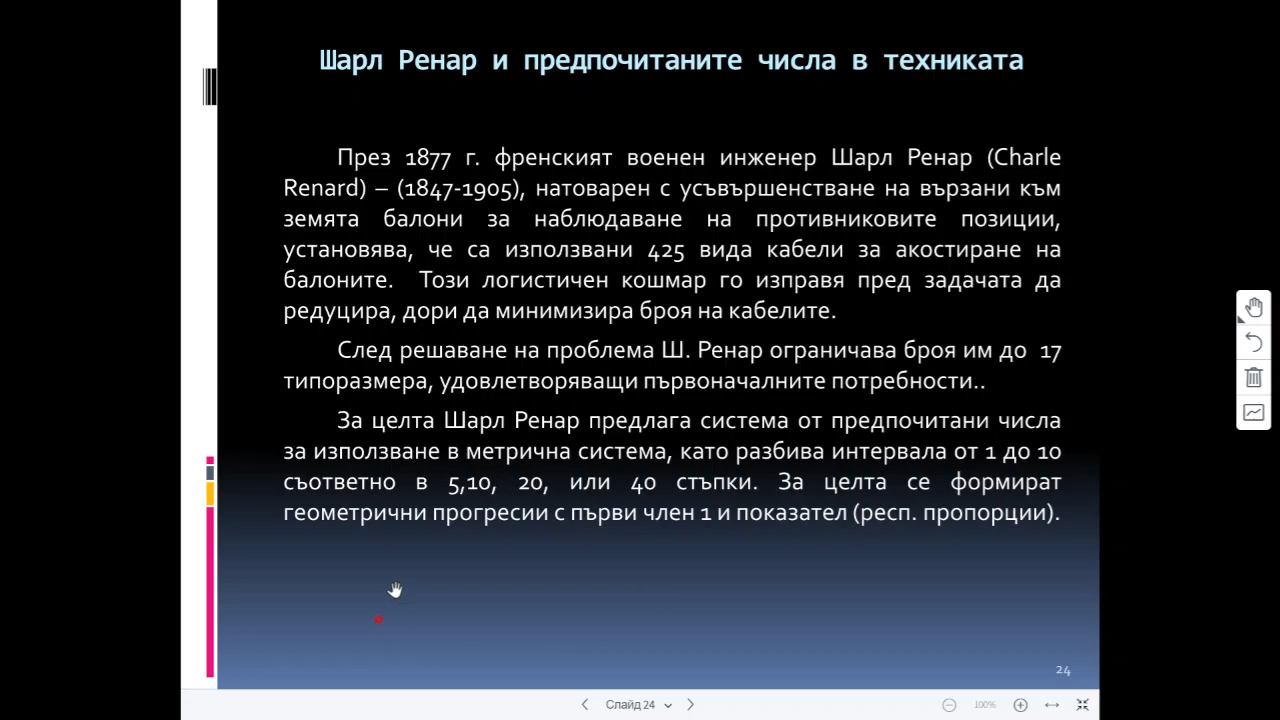 Шарл Ренар и предпочитаните числа в техниката
През 1877 г. френският военен инженер Шарл Ренар (Charle
Renard) – (1847-1905), натоварен с усъвършенстване на вързани към
земята балони за наблюдаване на противниковите позиции,
установява, че са използвани 425 вида кабели за акостиране на
балоните. Този логистичен кошмар го изправя пред задачата да
редуцира, дори да минимизира броя на кабелите.
След решаване на проблема Ш. Ренар ограничава броя им до 17
типоразмера, удовлетворяващи първоначалните потребности..
За целта Шарл Ренар предлага система от предпочитани числа
за използване в метрична система, като разбива интервала от 1 до 10
съответно в 5,10, 20, или 40 стъпки. За целта се формират
геометрични прогресии с първи член 1 и показател (респ. пропорции).
24
Слайд 24
100%